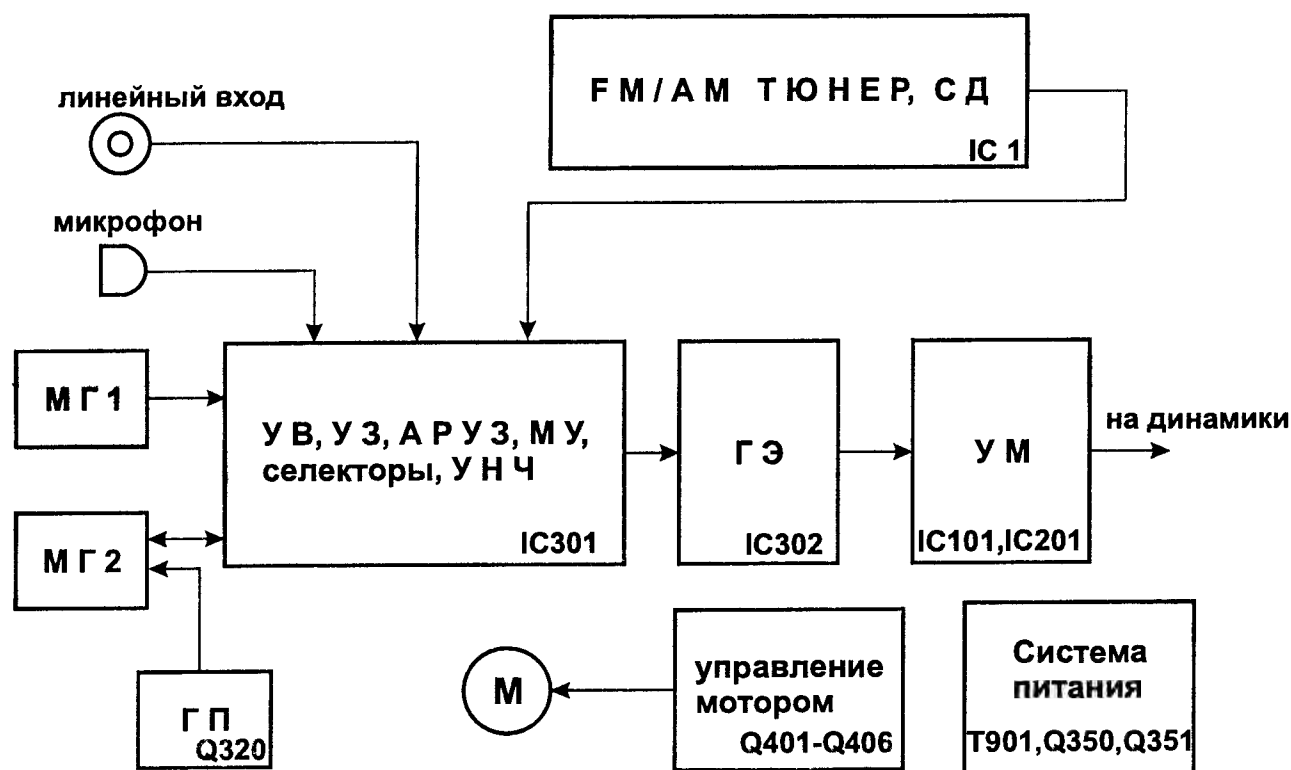 FM/AM ТЮНЕР, СД
IC 1
линейный вход
микрофон
МГ1
УВ, УЗ, АРУЗ, МУ,
селекторы, УНЧ
IC301
ГЭ
IC302
УМ
IC101,IC201
на динамики
МГ2
ГП
Q320
М
управление
мотором
Q401-Q406
Система
питания
T901,Q350,Q351